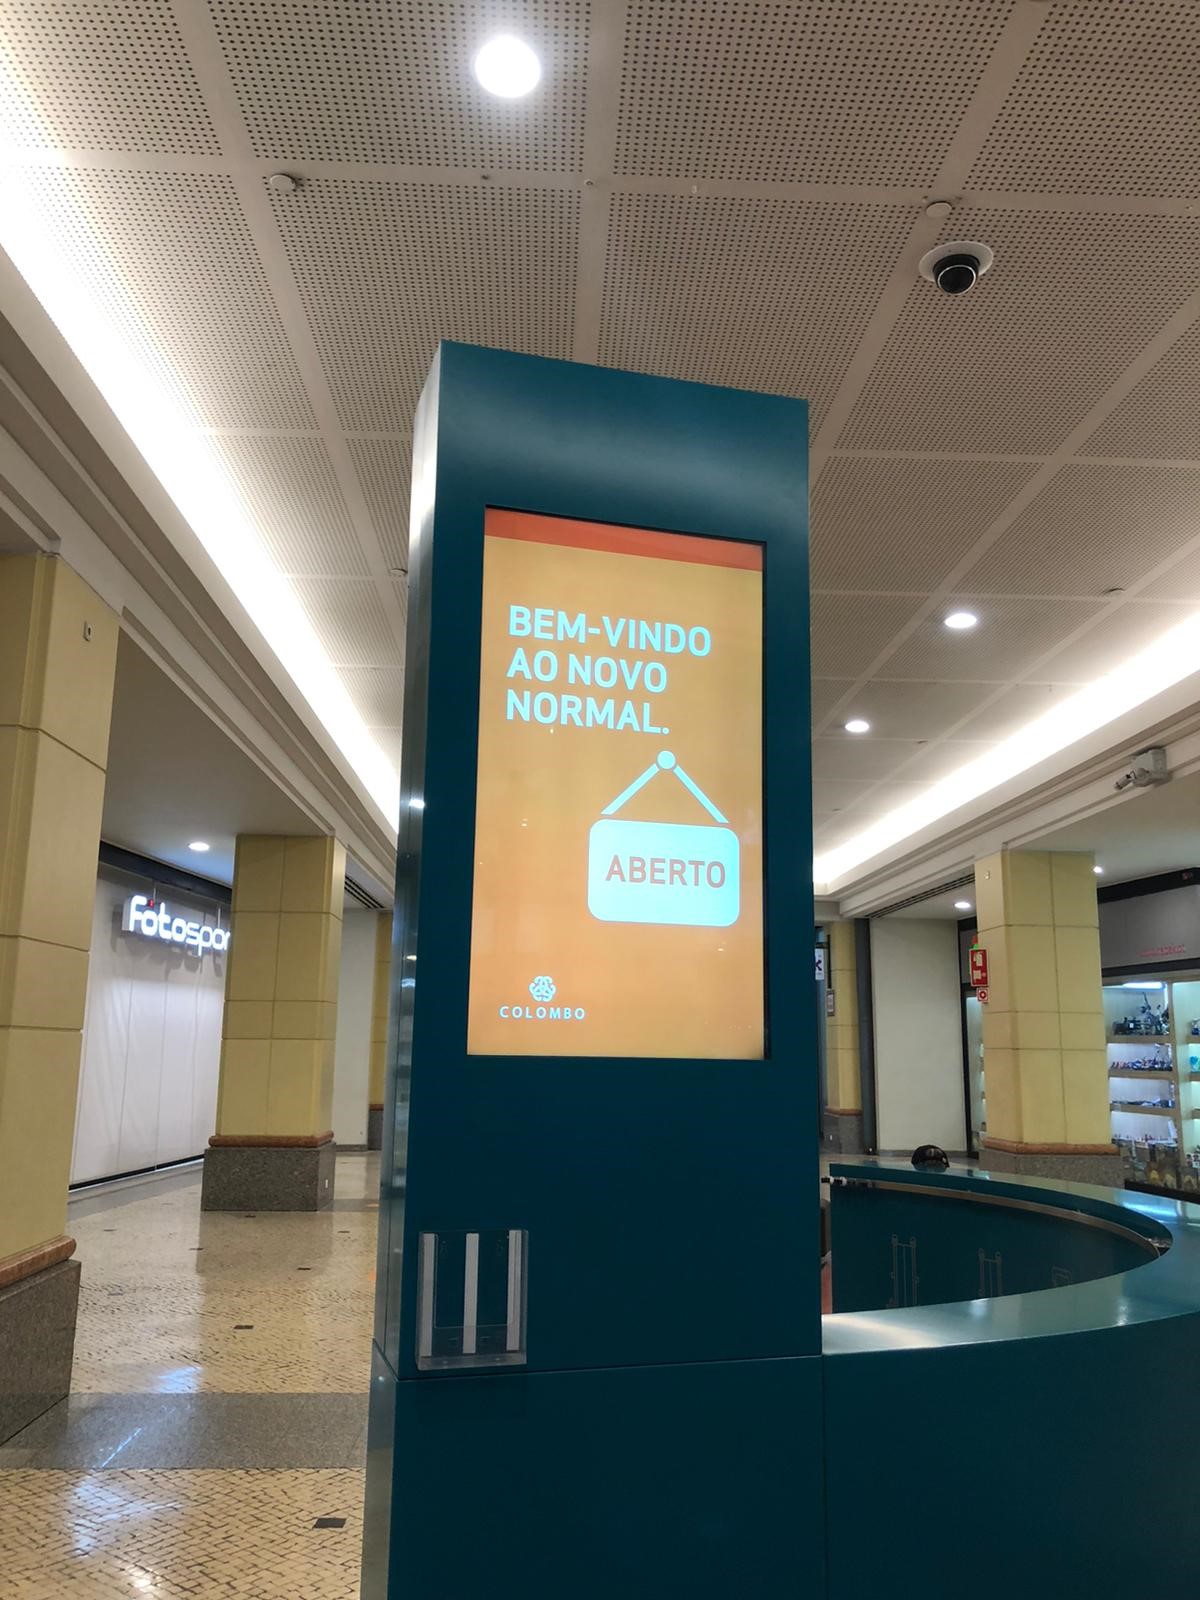 BEM-VINDO
AO NOVO
NORMAL.
ABERTO
COLOMBO
fotospor